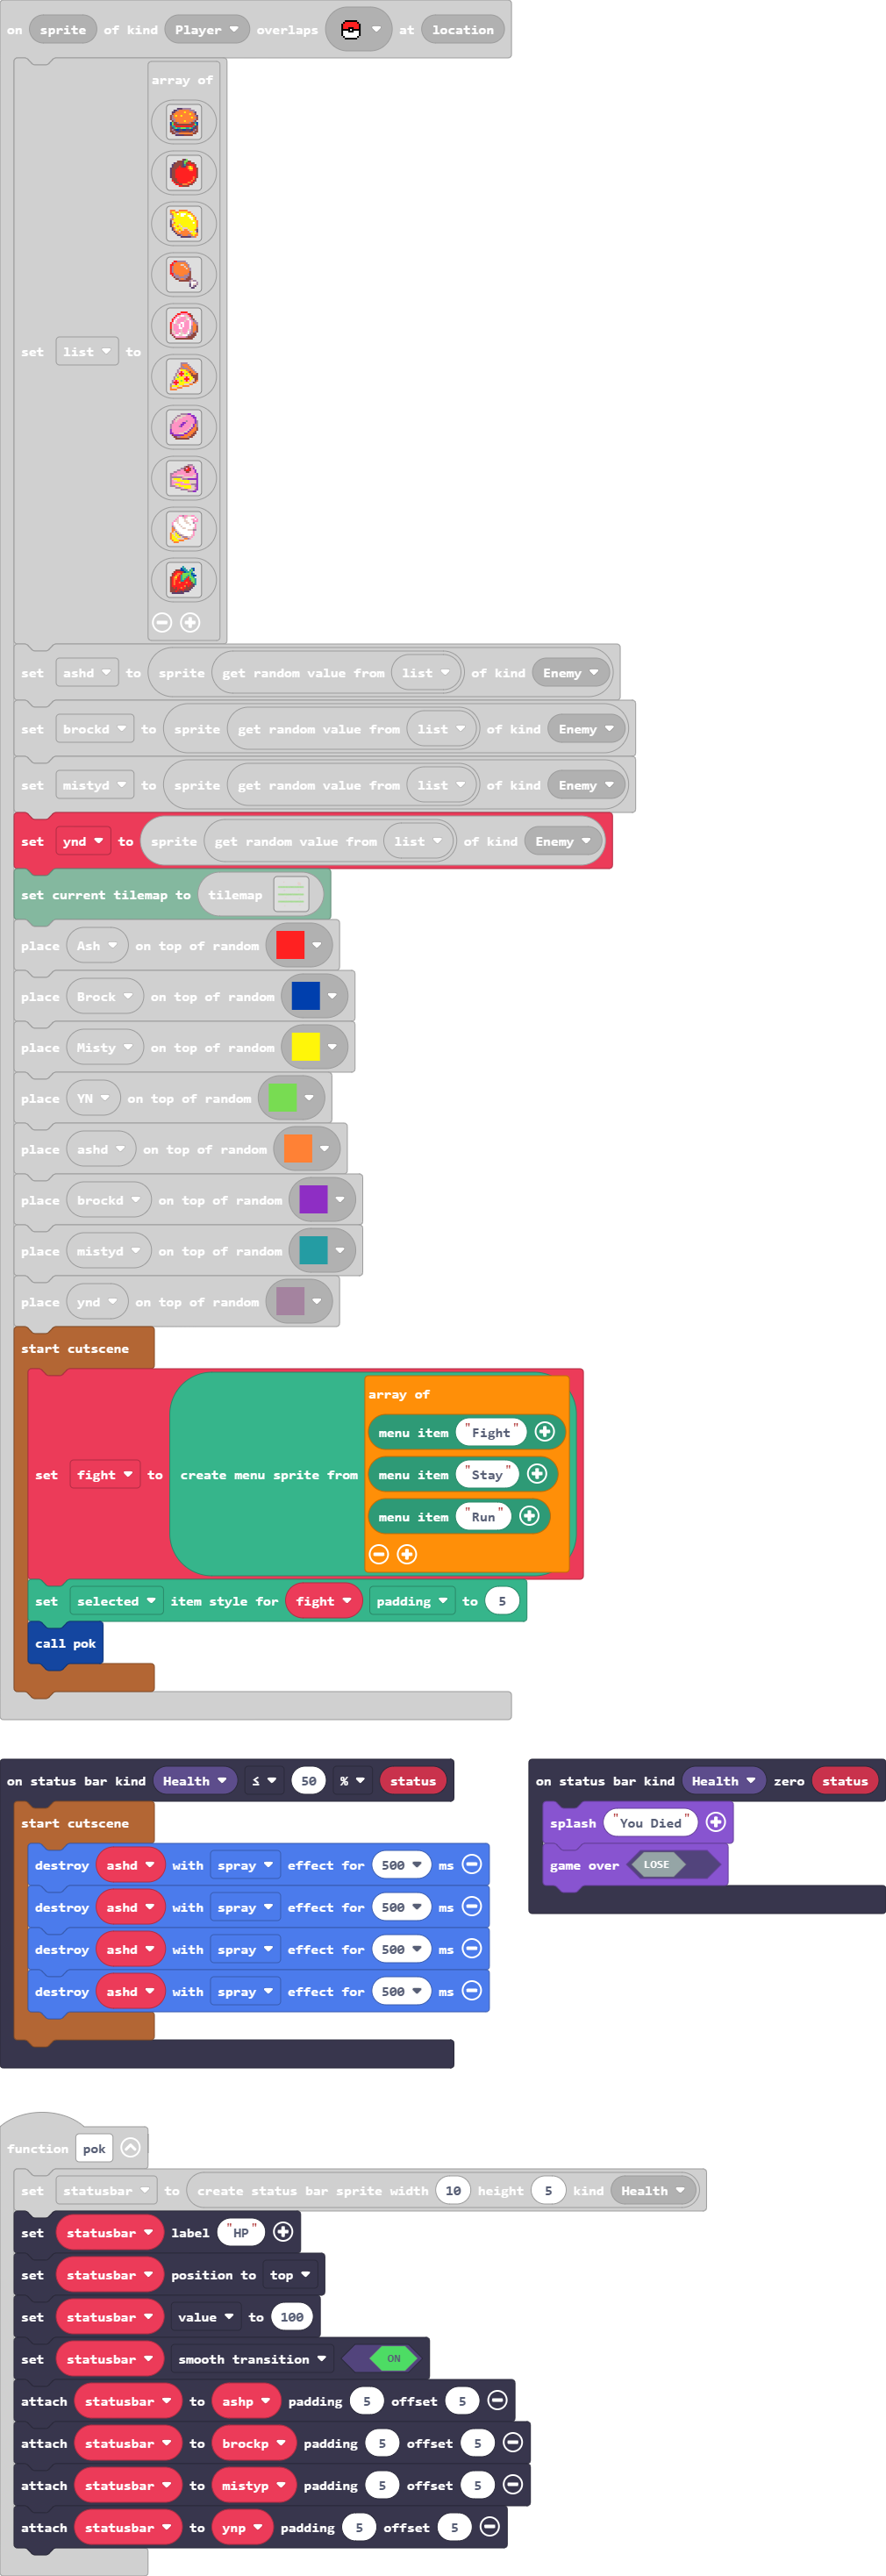 on sprite of kind Player overlaps at location
array of
set list to
set ashd to sprite get random value from list of kind Enemy
set brockd to sprite get random value from list of kind Enemy
set mistyd to sprite get random value from list of kind Enemy
set ynd to sprite get random value from list of kind Enemy
set current tilemap to tilemap
place Ash on top of random
place Brock on top of random
place Misty on top of random
place YN on top of random
place ashd on top of random
place brockd on top of random
place mistyd on top of random
place ynd on top of random
start cutscene
array of
menu item "Fight"
set fight to create menu sprite from menu item "Stay"
menu item "Run"
set selected item style for fight padding to 5
call pok
on status bar kind Health ≤ 50 % status
start cutscene
destroy ashd with spray effect for 500 ms
destroy ashd with spray effect for 500 ms
destroy ashd with spray effect for 500 ms
destroy ashd with spray effect for 500 ms
on status bar kind Health zero status
splash "You Died"
game over LOSE
function pok
set statusbar to create status bar sprite width 10 height 5 kind Health
set statusbar label "HP"
set statusbar position to top
set statusbar value to 100
set statusbar smooth transition ON
attach statusbar to ashp padding 5 offset 5
attach statusbar to brockp padding 5 offset 5
attach statusbar to mistyp padding 5 offset 5
attach statusbar to ynp padding 5 offset 5